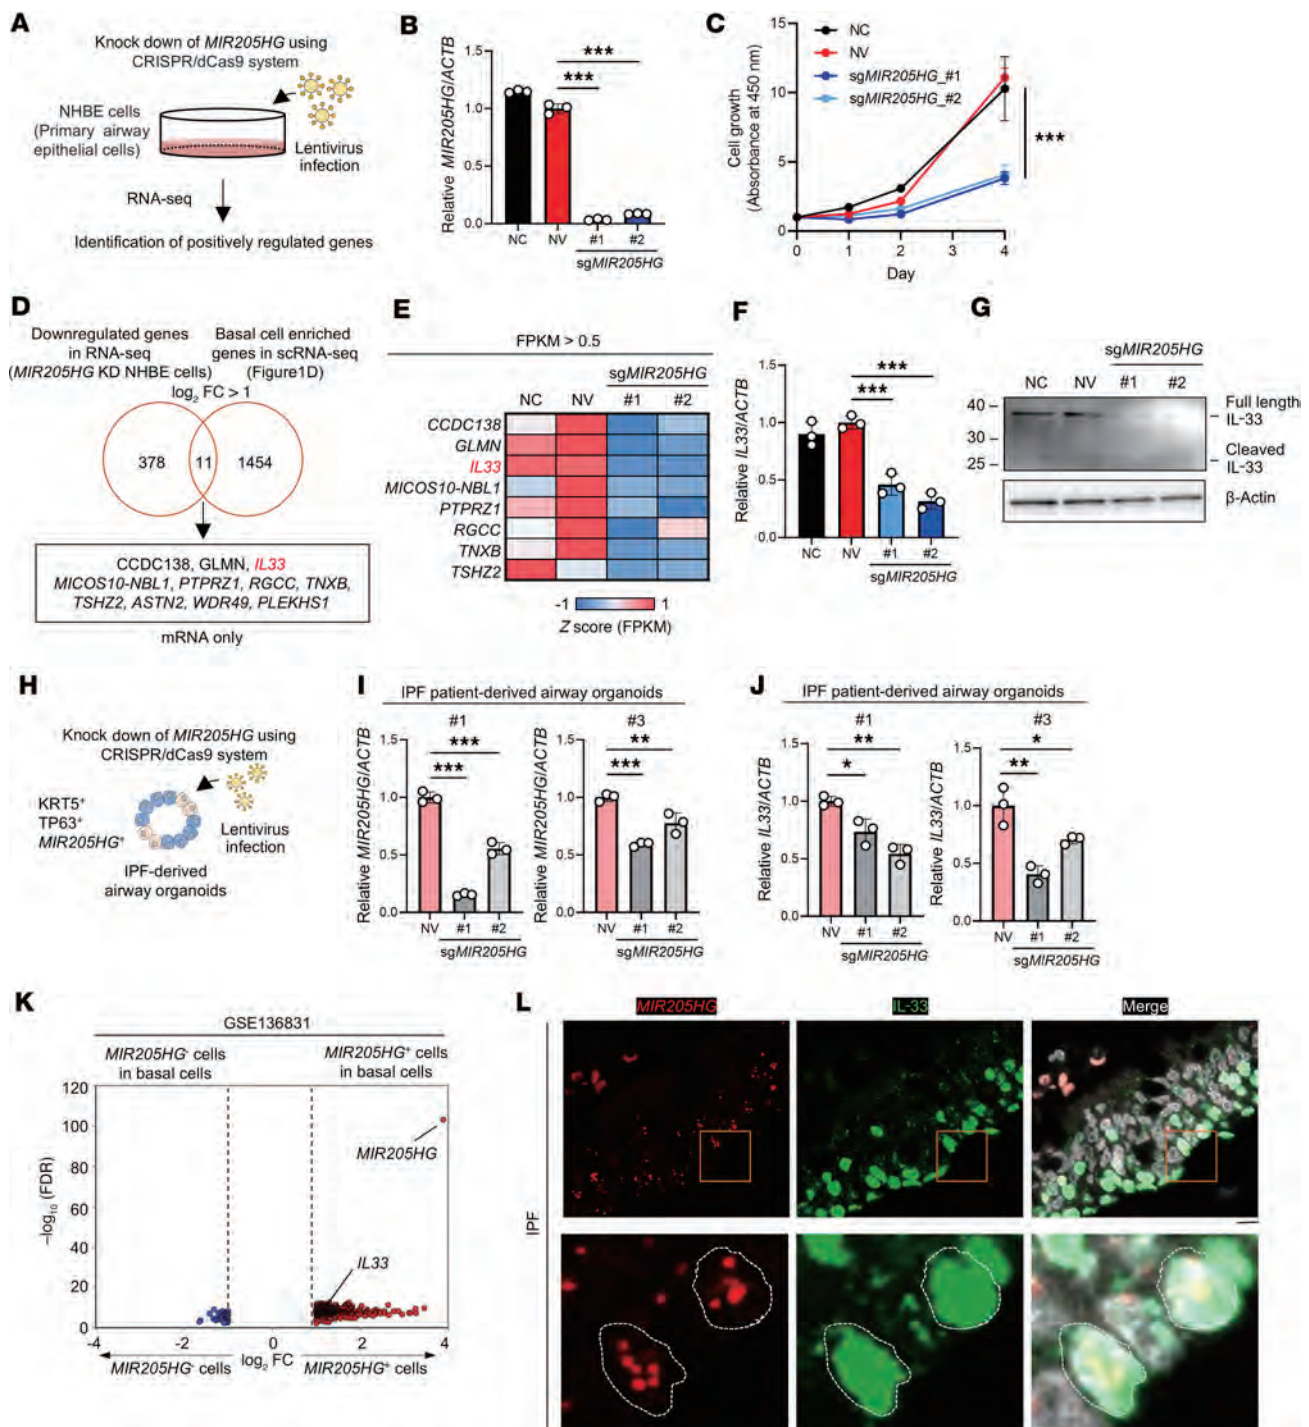 A
Knock down of MIR205HG using
CRISPR/dCas9 system
NHBE cells
(Primary airway
epithelial cells)
Lentivirus
infection
RNA-seq
Identification of positively regulated genes
B
Relative MIR205HG/ACTB
1.5
1.0
0.5
0.0
***
***
NC
NV
#1
#2
sgMIR205HG
C
Cell growth
(Absorbance at 450 nm)
15
10
5
0
NC
NV
sgMIR205HG_#1
sgMIR205HG_#2
***
0
1
2
3
4
Day
D
Downregulated genes
in RNA-seq
(MIR205HG KD NHBE cells)
Basal cell enriched
genes in scRNA-seq
(Figure1D)
log2 FC > 1
378
11
1454
CCDC138, GLMN, IL33
MICOS10-NBL1, PTPRZ1, RGCC, TNXB,
TSHZ2, ASTN2, WDR49, PLEKHS1
mRNA only
E
FPKM > 0.5
sgMIR205HG
NC
NV
#1
#2
CCDC138
GLMN
IL33
MICOS10-NBL1
PTPRZ1
RGCC
TNXB
TSHZ2
-1
1
Z score (FPKM)
F
Relative IL33/ACTB
1.5
1.0
0.5
0.0
***
***
NC
NV
#1
#2
sgMIR205HG
G
sgMIR205HG
NC
NV
#1
#2
40
30
25
Full length
IL-33
Cleaved
IL-33
β-Actin
H
Knock down of MIR205HG using
CRISPR/dCas9 system
KRT5+
TP63+
MIR205HG+
Lentivirus
infection
IPF-derived
airway organoids
I
IPF patient-derived airway organoids
#1
Relative MIR205HG/ACTB
1.5
1.0
0.5
0.0
***
***
NV
#1
#2
sgMIR205HG
#3
Relative MIR205HG/ACTB
1.5
1.0
0.5
0.0
**
***
NV
#1
#2
sgMIR205HG
J
IPF patient-derived airway organoids
#1
Relative IL33/ACTB
1.5
1.0
0.5
0.0
**
*
NV
#1
#2
sgMIR205HG
#3
Relative IL33/ACTB
1.5
1.0
0.5
0.0
*
**
NV
#1
#2
sgMIR205HG
K
GSE136831
MIR205HG- cells
in basal cells
MIR205HG+ cells
in basal cells
–log10 (FDR)
120
100
80
60
40
20
0
MIR205HG
IL33
-4
-2
0
2
4
log2 FC
MIR205HG- cells
MIR205HG+ cells
L
MIR205HG
IL-33
Merge
IPF